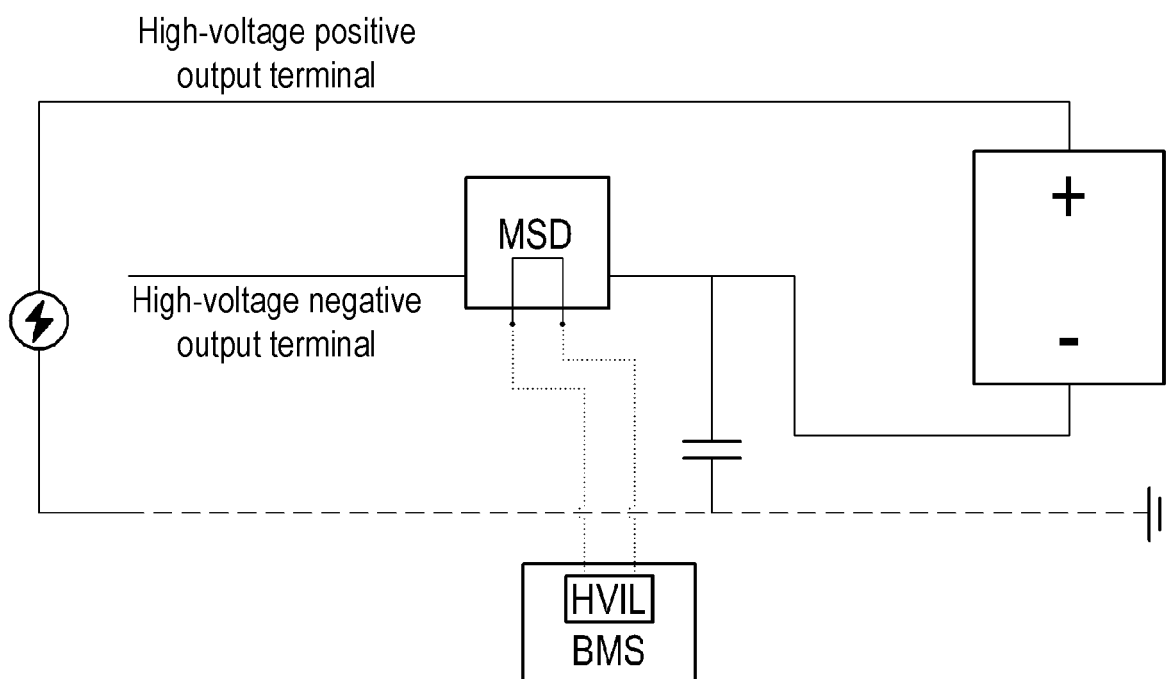 High-voltage positive
output terminal
+
MSD
High-voltage negative
output terminal
-
HVIL
BMS